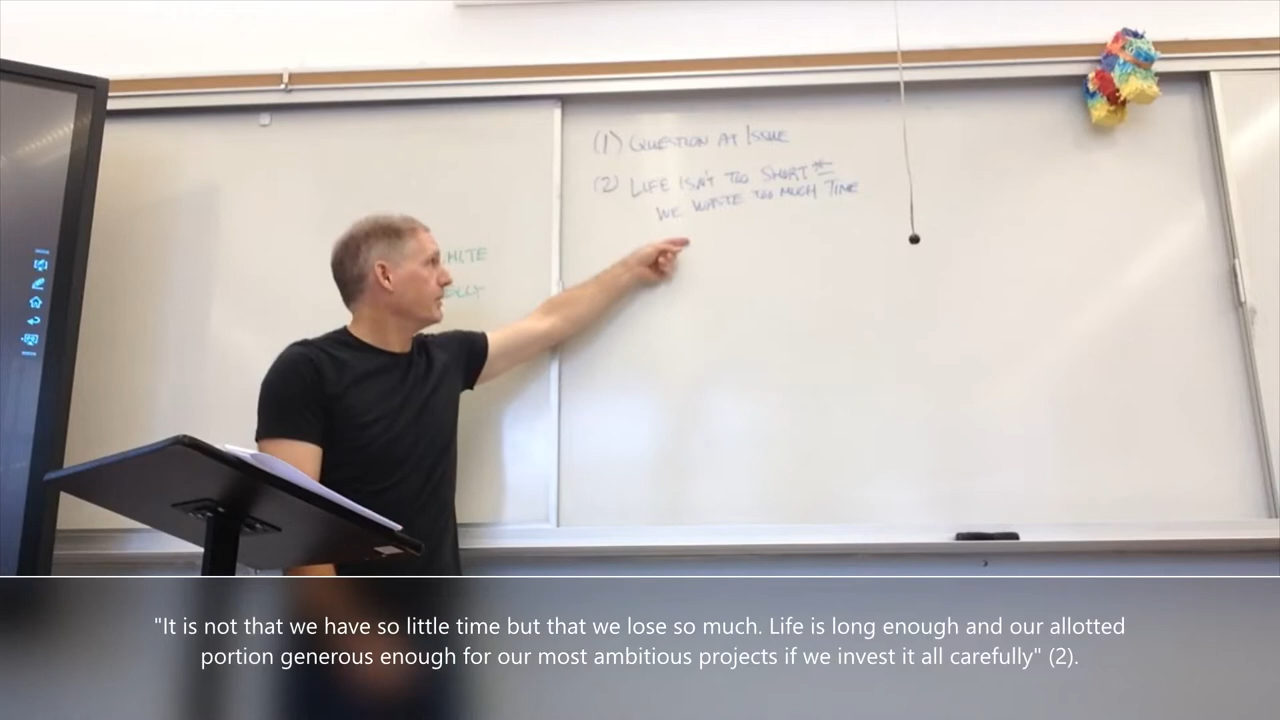 (1) QUESTION AT ISSUE
(2) LIFE ISN'T TOO SHORT
WE WASTE TOO MUCH TIME
"It is not that we have so little time but that we lose so much. Life is long enough and our allotted
portion generous enough for our most ambitious projects if we invest it all carefully" (2).